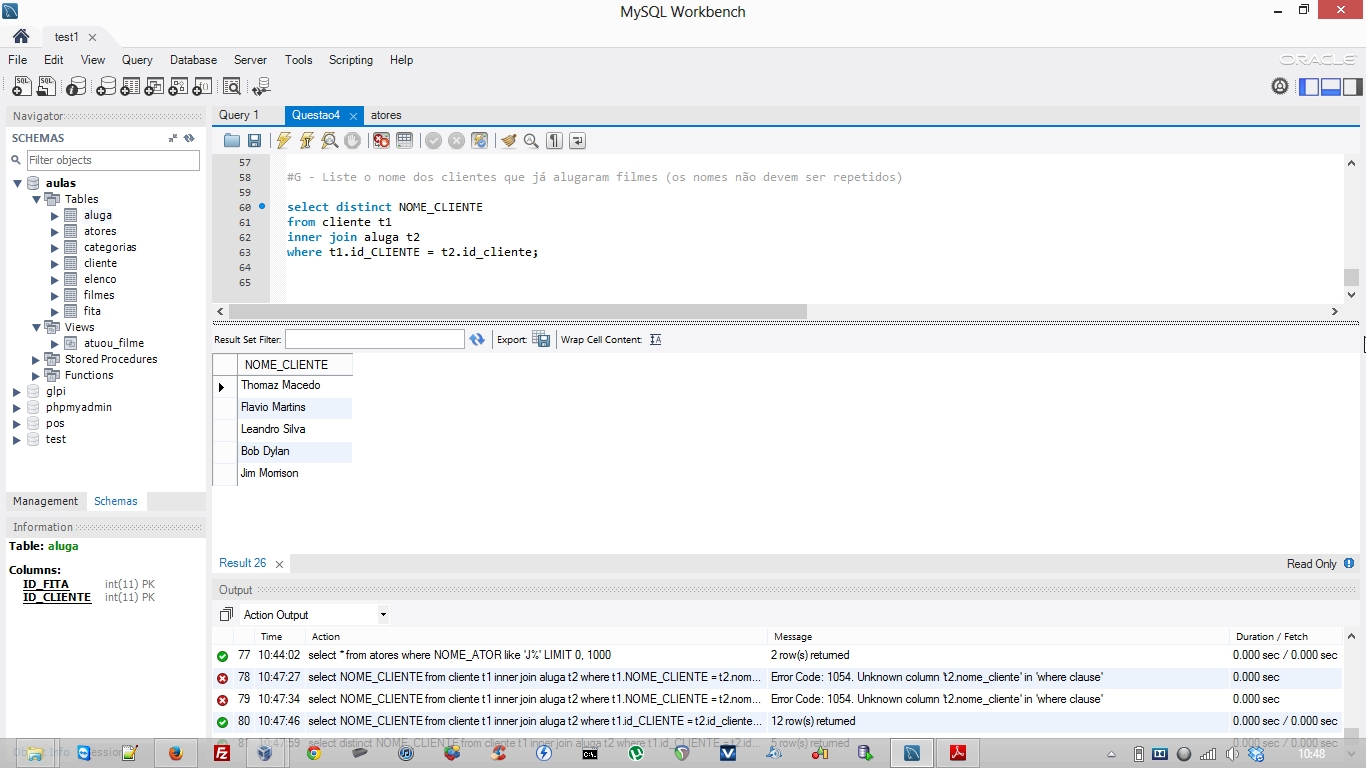 MySQL Workbench
test1
File Edit View Query Database Server Tools Scripting Help
ORACLE
Navigator
Query 1 Questao4 atores
SCHEMAS
Filter objects
aulas
Tables
aluga
atores
categorias
cliente
elenco
filmes
fita
Views
atuou_filme
Stored Procedures
Functions
glpi
phpmyadmin
pos
test
Management Schemas
Information
Table: aluga
Columns:
ID_FITA int(11) PK
ID_CLIENTE int(11) PK
57
58 #G - Liste o nome dos clientes que já alugaram filmes (os nomes não devem ser repetidos)
59
60 select distinct NOME_CLIENTE
61 from cliente t1
62 inner join aluga t2
63 where t1.id_CLIENTE = t2.id_cliente;
64
65
Result Set Filter: Export: Wrap Cell Content:
NOME_CLIENTE
Thomaz Macedo
Flavio Martins
Leandro Silva
Bob Dylan
Jim Morrison
Result 26 Read Only
Output
Action Output
Time Action Message Duration / Fetch
77 10:44:02 select * from atores where NOME_ATOR like 'J%' LIMIT 0, 1000 2 row(s) returned 0.000 sec / 0.000 sec
78 10:47:27 select NOME_CLIENTE from cliente t1 inner join aluga t2 where t1.NOME_CLIENTE = t2.nom... Error Code: 1054. Unknown column 't2.nome_cliente' in 'where clause' 0.000 sec
79 10:47:34 select NOME_CLIENTE from cliente t1 inner join aluga t2 where t1.NOME_CLIENTE = t2.nom... Error Code: 1054. Unknown column 't2.nome_cliente' in 'where clause' 0.000 sec
80 10:47:46 select NOME_CLIENTE from cliente t1 inner join aluga t2 where t1.id_CLIENTE = t2.id_cliente... 12 row(s) returned 0.000 sec / 0.000 sec
81 10:47:59 select distinct NOME_CLIENTE from cliente t1 inner join aluga t2 where t1.id_CLIENTE = t2.id... 5 row(s) returned 0.000 sec / 0.000 sec
Object Info Session
10:48